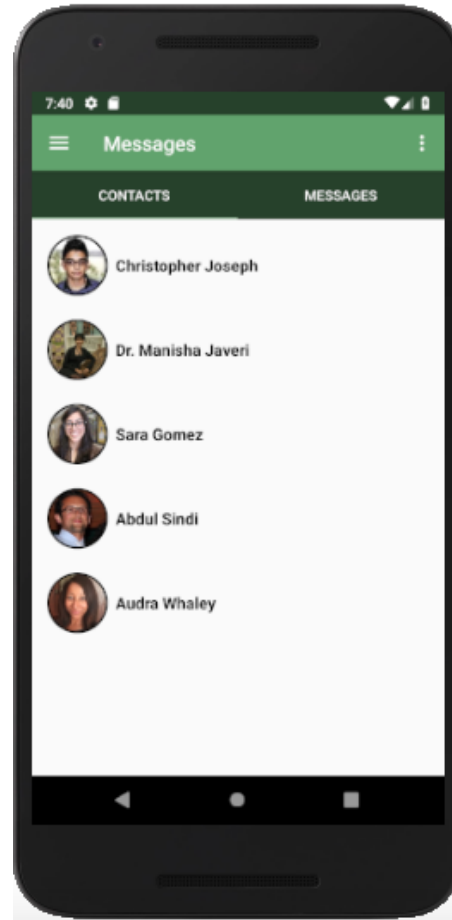 7:40
Messages
CONTACTS MESSAGES
Christopher Joseph
Dr. Manisha Javeri
Sara Gomez
Abdul Sindi
Audra Whaley